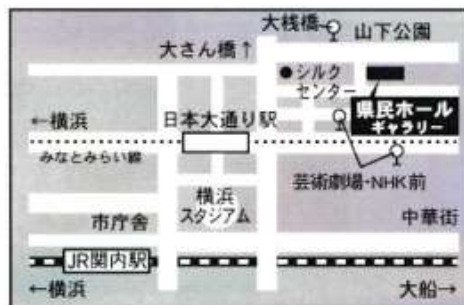 大桟橋
山下公園
大さん橋↑
シルク
センター
県民ホール
ギャラリー
←横浜
日本大通り駅
みなとみらい線
芸術劇場・NHK前
横浜
スタジアム
市庁舎
中華街
JR関内駅
←横浜
大船→